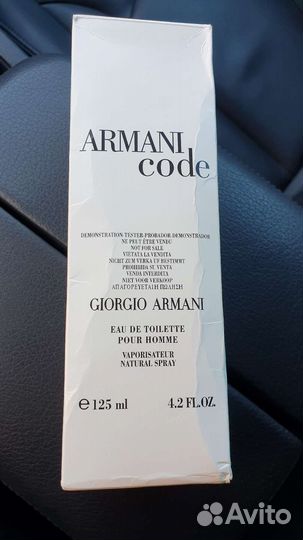 ARMANI
code
DEMONSTRATION-TESTER-PROBADOR-DEMONSTRADOR
NE PEUT ÊTRE VENDU
NOT FOR SALE
VIETATA LA VENDITA
NICHT ZUM VERKA UF BESTIMMT
PROHIBIDA SU VENTA
VENDA INTERDITA
NIET VOOR VERKOOP
ΑΠΑΓΟΡΕΥΕΤΑΙ Η ΠΩΛΗΣΗ
GIORGIO ARMANI
EAU DE TOILETTE
POUR HOMME
VAPORISATEUR
NATURAL SPRAY
℮125 ml 4.2 FL.OZ.
Avito